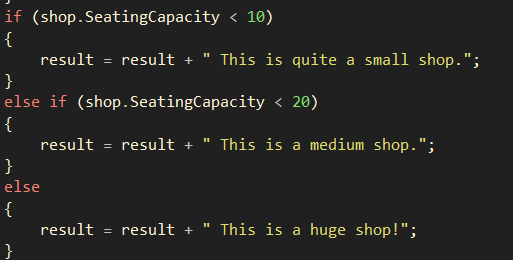 if (shop.SeatingCapacity < 10)
{
    result = result + " This is quite a small shop.";
}
else if (shop.SeatingCapacity < 20)
{
    result = result + " This is a medium shop.";
}
else
{
    result = result + " This is a huge shop!";
}